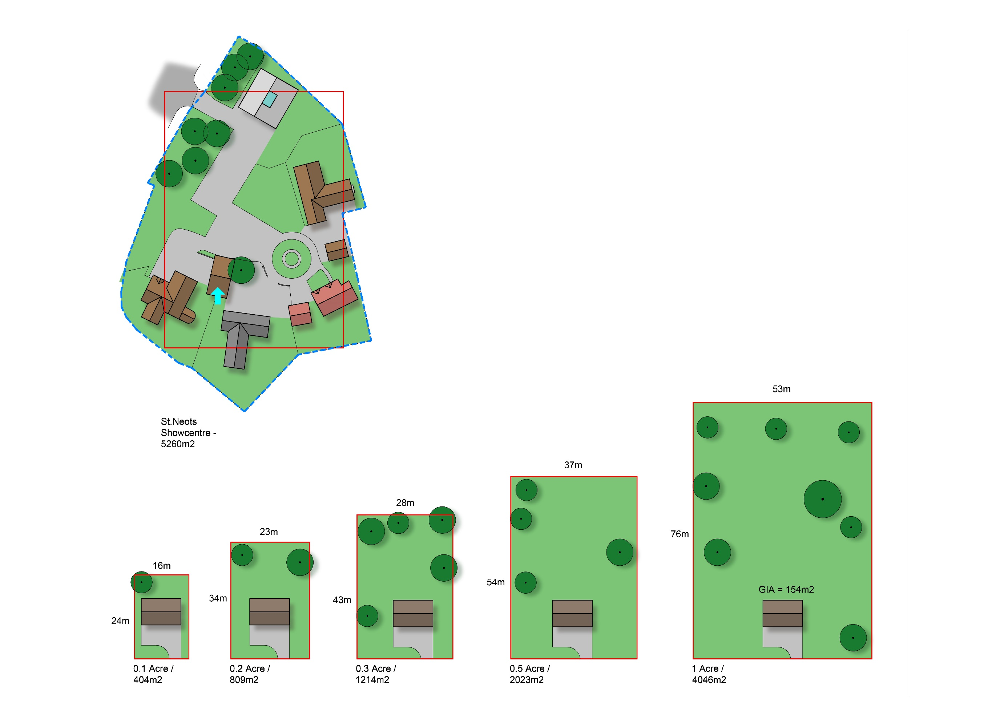 St.Neots
Showcentre -
5260m2
53m
76m
GIA = 154m2
1 Acre /
4046m2
37m
54m
0.5 Acre /
2023m2
28m
43m
0.3 Acre /
1214m2
23m
34m
0.2 Acre /
809m2
16m
24m
0.1 Acre /
404m2